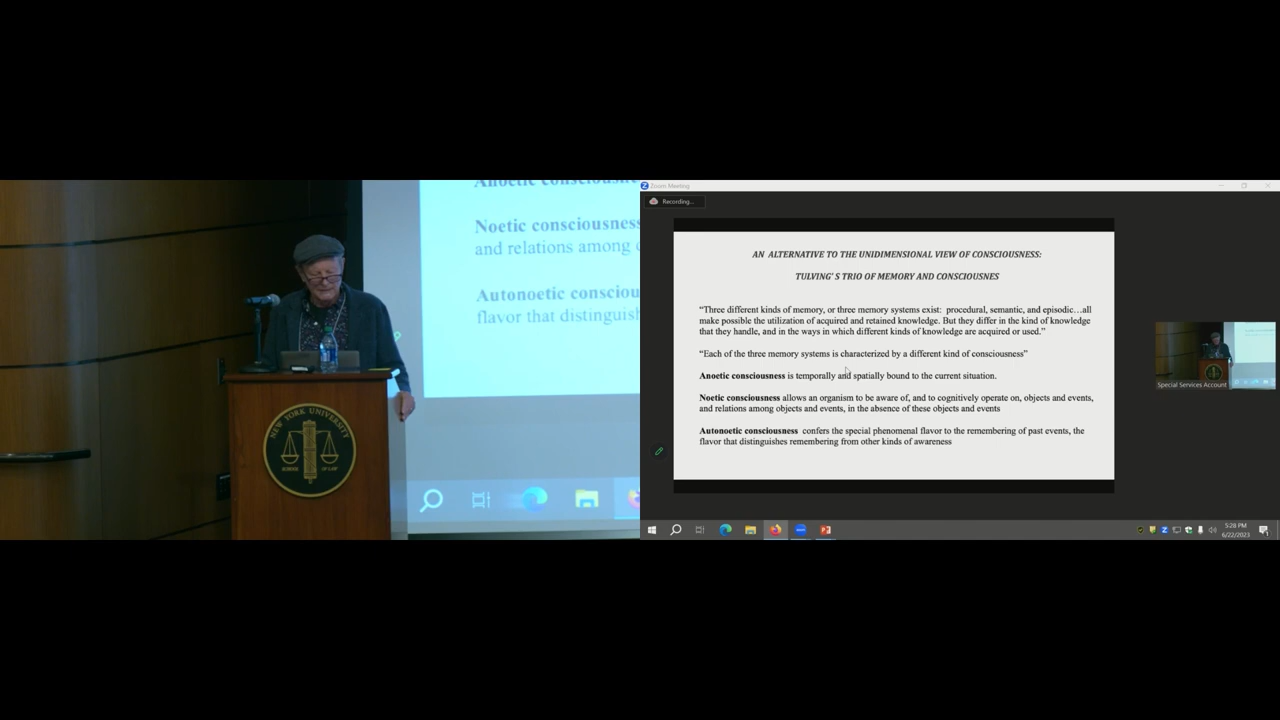 Anoetic consciousne
Noetic consciousness
and relations among
Autonoetic consciou
flavor that distinguish
NEW YORK UNIVERSITY
SCHOOL OF LAW
Zoom Meeting
Recording...
AN ALTERNATIVE TO THE UNIDIMENSIONAL VIEW OF CONSCIOUSNESS:
TULVING' S TRIO OF MEMORY AND CONSCIOUSNES
“Three different kinds of memory, or three memory systems exist: procedural, semantic, and episodic…all
make possible the utilization of acquired and retained knowledge. But they differ in the kind of knowledge
that they handle, and in the ways in which different kinds of knowledge are acquired or used.”
“Each of the three memory systems is characterized by a different kind of consciousness”
Anoetic consciousness is temporally and spatially bound to the current situation.
Noetic consciousness allows an organism to be aware of, and to cognitively operate on, objects and events,
and relations among objects and events, in the absence of these objects and events
Autonoetic consciousness confers the special phenomenal flavor to the remembering of past events, the
flavor that distinguishes remembering from other kinds of awareness
Special Services Account
5:28 PM
6/22/2023